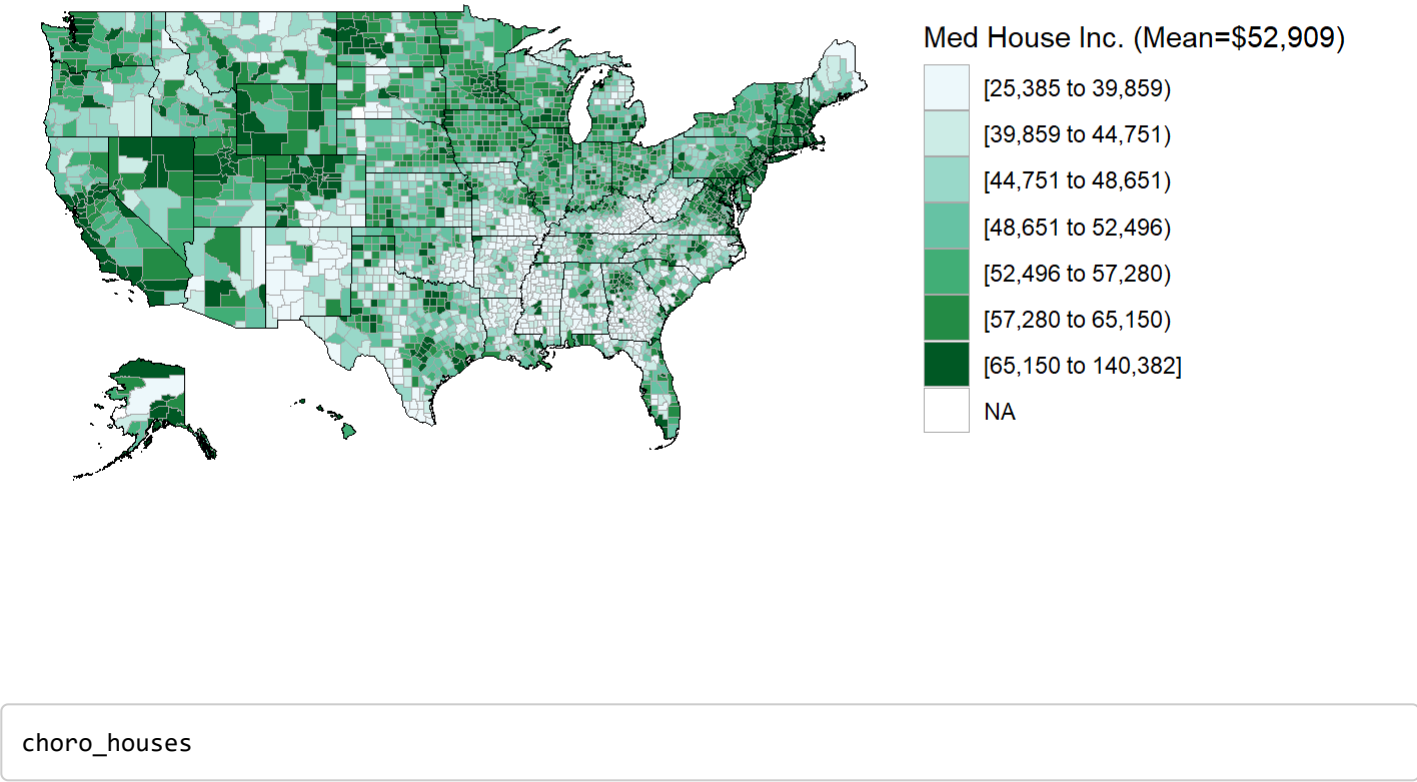 Med House Inc. (Mean=$52,909)
[25,385 to 39,859)
[39,859 to 44,751)
[44,751 to 48,651)
[48,651 to 52,496)
[52,496 to 57,280)
[57,280 to 65,150)
[65,150 to 140,382]
NA
choro_houses